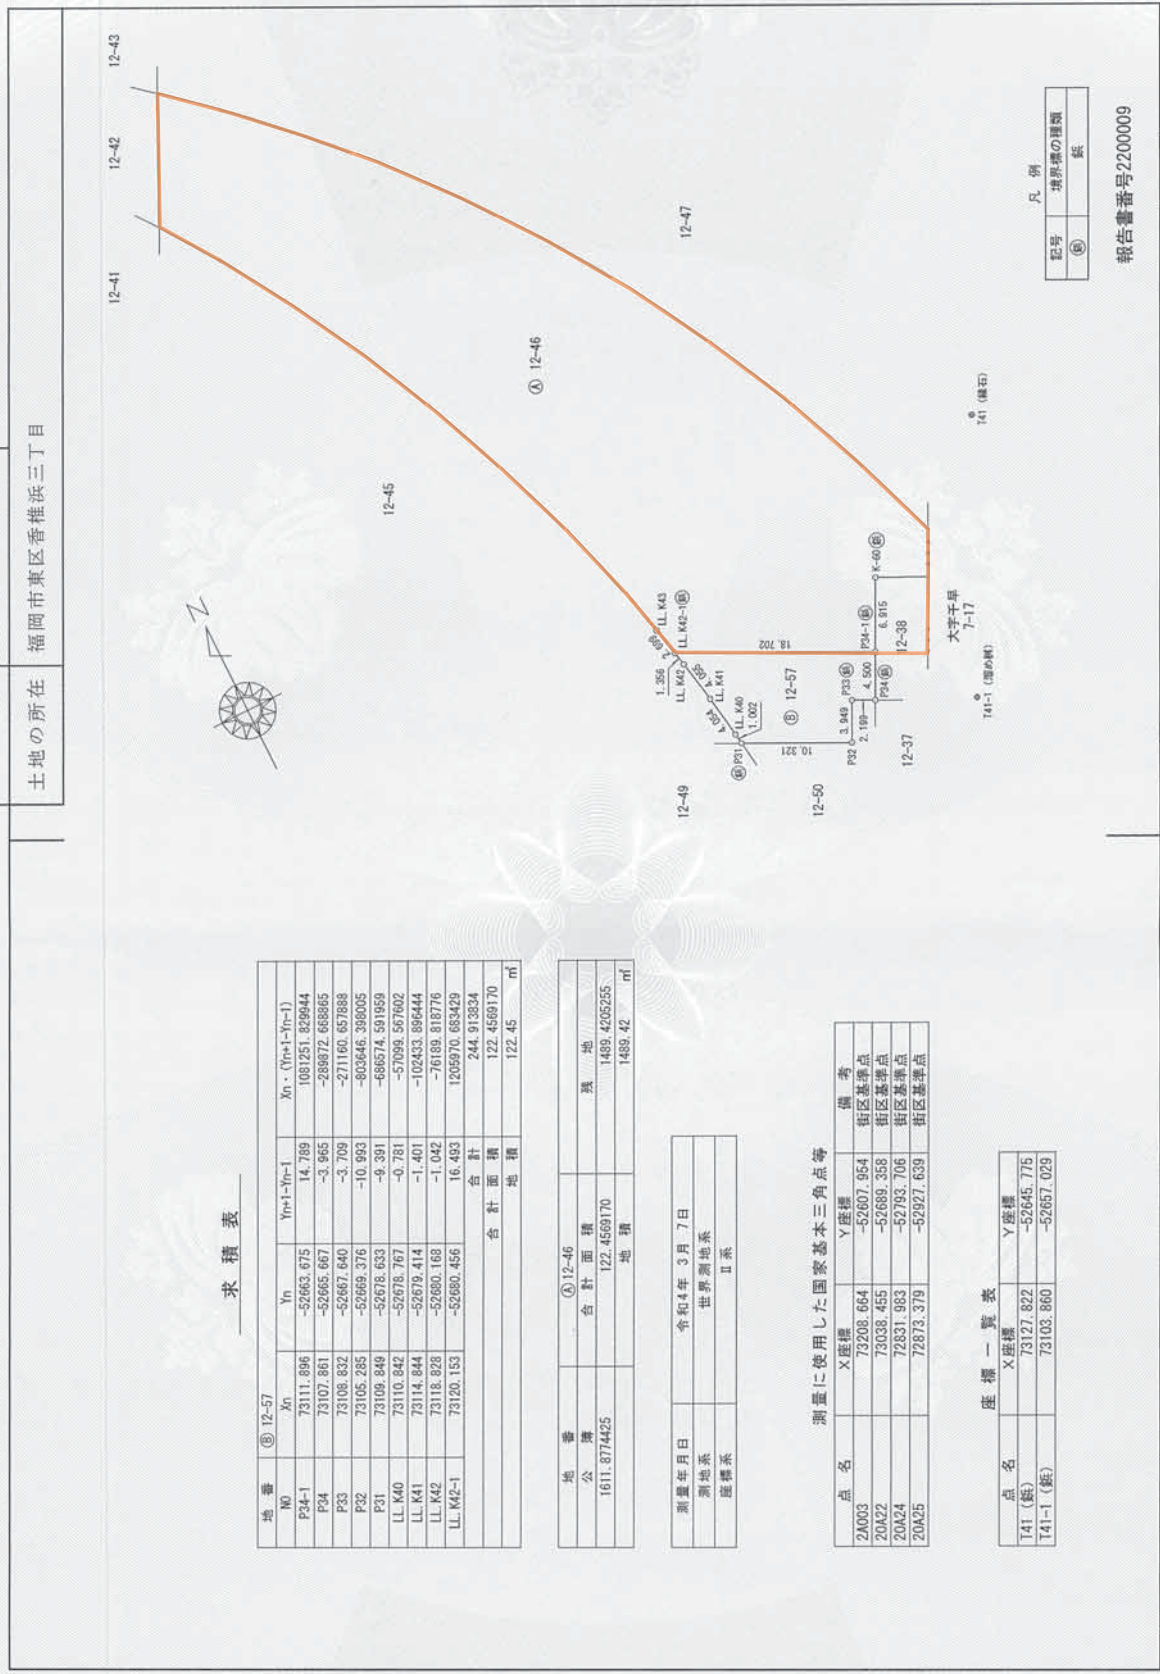 土地の所在 福岡市東区香椎浜三丁目
求積表
地番 Ⓑ 12-57
NO Xn Yn Yn+1-Yn-1 Xn・(Yn+1-Yn-1)
P34-1 73111.896 -52663.675 14.789 1081251.829944
P34 73107.861 -52665.667 -3.965 -289872.668865
P33 73108.832 -52667.640 -3.709 -271160.657888
P32 73105.285 -52669.376 -10.993 -803646.398005
P31 73109.849 -52678.633 -9.391 -686574.591959
LL.K40 73110.842 -52678.767 -0.781 -57099.567602
LL.K41 73114.844 -52679.414 -1.401 -102433.896444
LL.K42 73118.828 -52680.168 -1.042 -76189.818776
LL.K42-1 73120.153 -52680.456 16.493 1205970.683429
合計 244.913834
合計面積 122.4569170
地積 122.45 ㎡
地番 Ⓐ12-46
公簿 合計面積 残地
1611.8774425 122.4569170 1489.4205255
地積 1489.42 ㎡
測量年月日 令和4年 3月 7日
測地系 世界測地系
座標系 Ⅱ系
測量に使用した国家基本三角点等
点名 X座標 Y座標 備考
2A003 73208.664 -52607.954 街区基準点
20A22 73038.455 -52689.358 街区基準点
20A24 72831.983 -52793.706 街区基準点
20A25 72873.379 -52927.639 街区基準点
座標一覧表
点名 X座標 Y座標
T41 (鋲) 73127.822 -52645.775
T41-1 (鋲) 73103.860 -52657.029
12-41
12-42
12-43
N
12-45
Ⓐ 12-46
12-47
12-49
12-50
LL.K43
2.699
LL.K42-1㊟
1.356
LL.K42
4.055
LL.K41
4.054
LL.K40
1.002
P31
10.321
18.702
Ⓑ 12-57
P33
3.949
P32
2.199
4.500
P34
P34-1
6.915
K-60
12-37
12-38
大字千早
7-17
T41 (縁石)
T41-1 (溜め桝)
凡例
記号 境界標の種類
鋲 鋲
報告書番号2200009